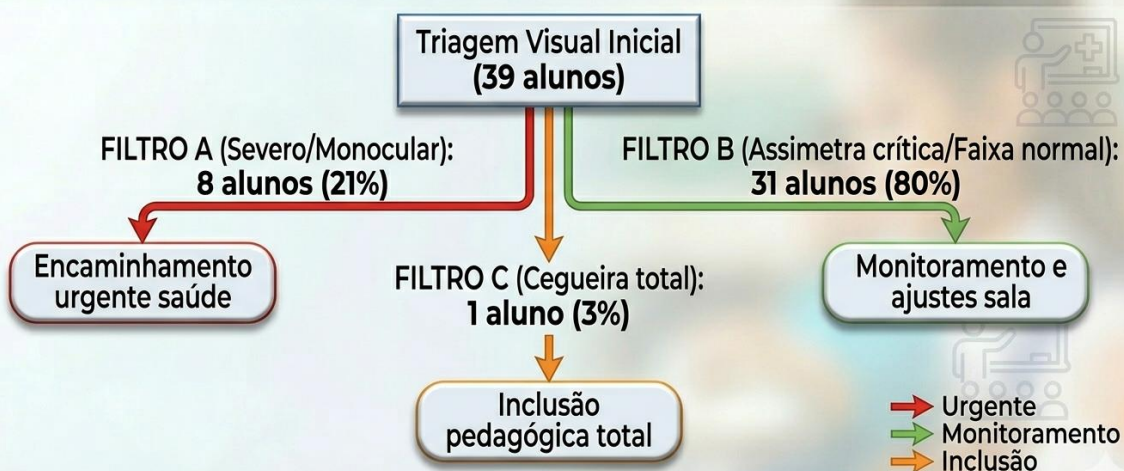 Triagem Visual Inicial
(39 alunos)
FILTRO A (Severo/Monocular):
8 alunos (21%)
FILTRO B (Assimetra crítica/Faixa normal):
31 alunos (80%)
Encaminhamento
urgente saúde
FILTRO C (Cegueira total):
1 aluno (3%)
Monitoramento e
ajustes sala
Inclusão
pedagógica total
Urgente
Monitoramento
Inclusão